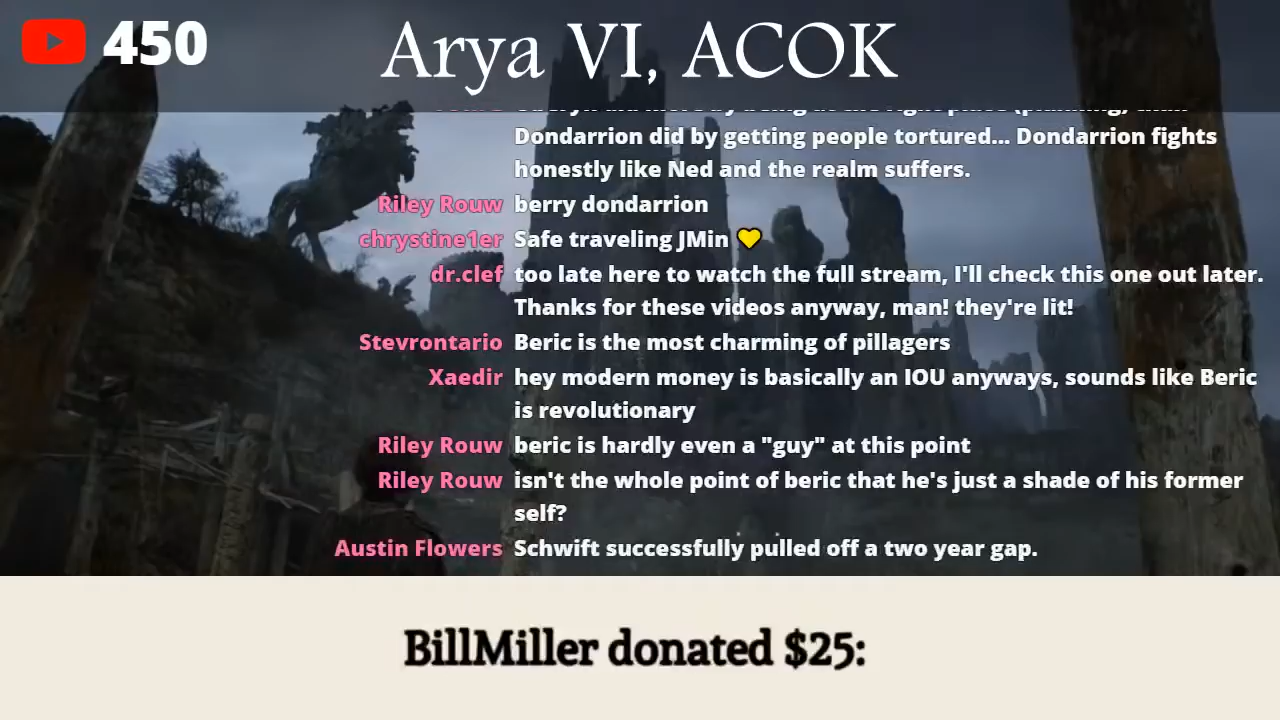 450
Arya VI, ACOK
Dondarrion did by getting people tortured... Dondarrion fights
honestly like Ned and the realm suffers.
Riley Rouw berry dondarrion
chrystine1er Safe traveling JMin 💛
dr.clef too late here to watch the full stream, I'll check this one out later.
Thanks for these videos anyway, man! they're lit!
Stevrontario Beric is the most charming of pillagers
Xaedir hey modern money is basically an IOU anyways, sounds like Beric
is revolutionary
Riley Rouw beric is hardly even a "guy" at this point
Riley Rouw isn't the whole point of beric that he's just a shade of his former
self?
Austin Flowers Schwift successfully pulled off a two year gap.
BillMiller donated $25: